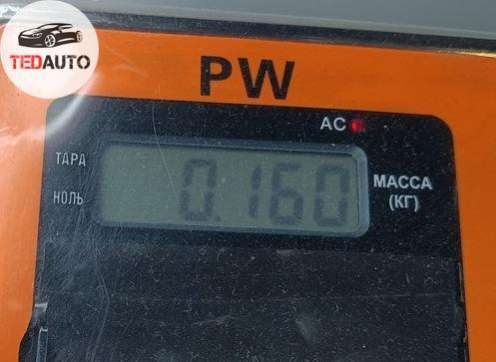 TEDAUTO
PW
AC
ТАРА
НОЛЬ
0.160
МАССА
(КГ)